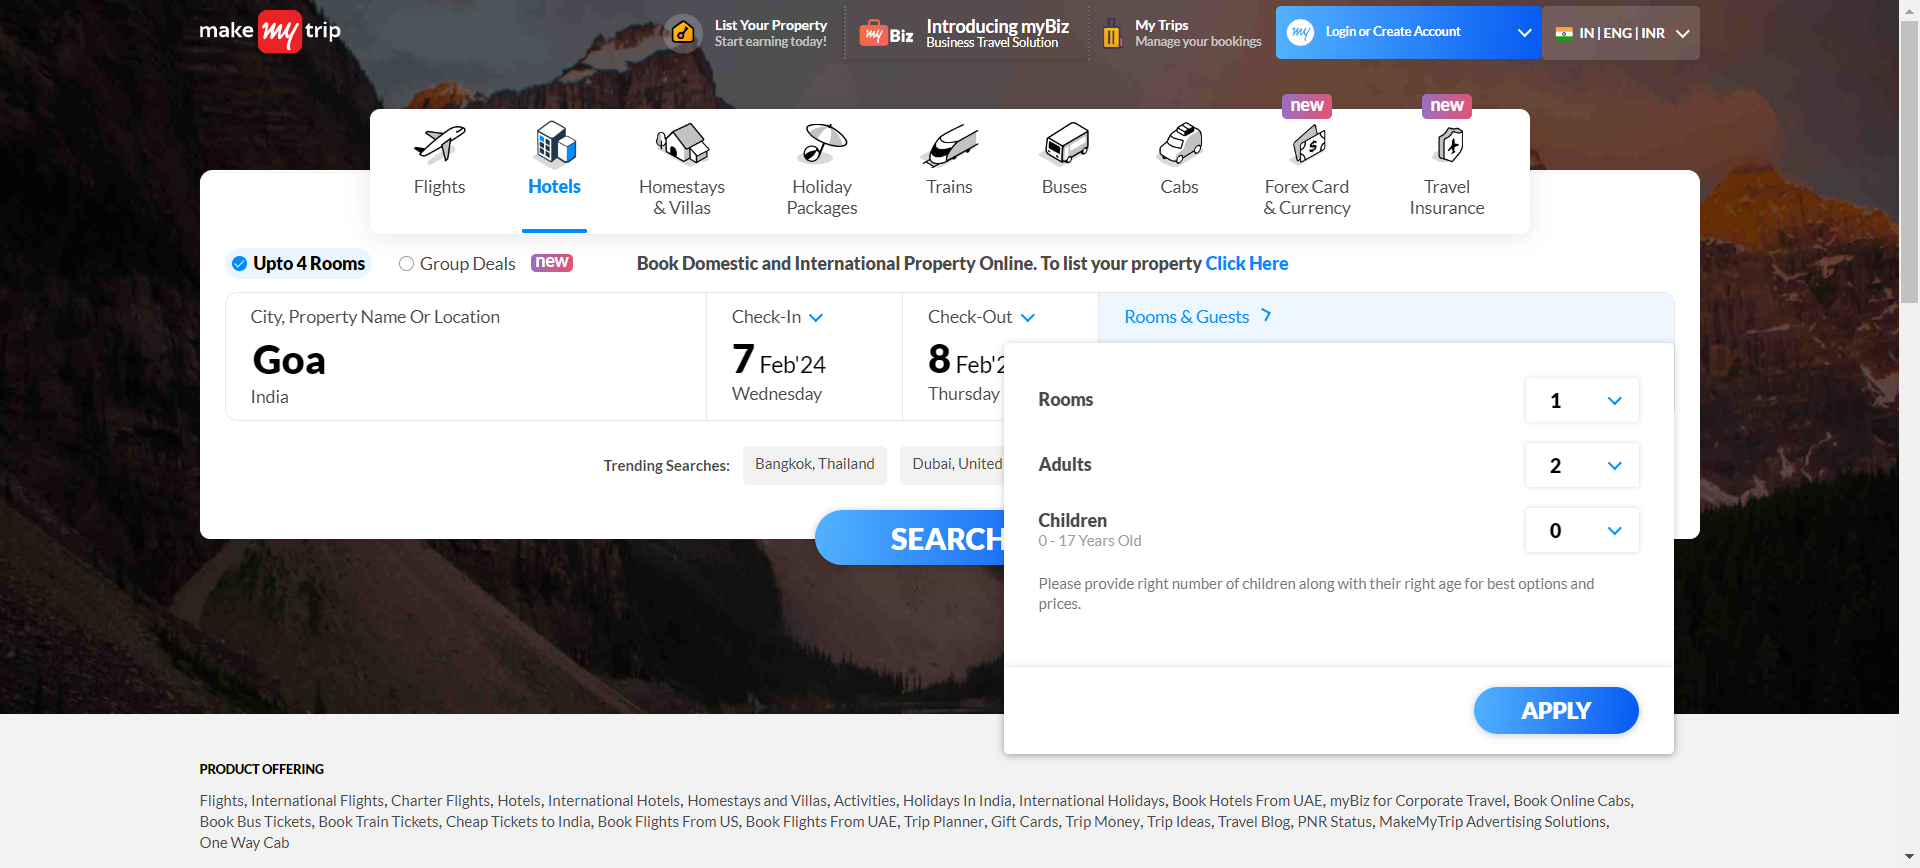 make my trip
List Your Property
Start earning today!
my Biz
Introducing myBiz
Business Travel Solution
My Trips
Manage your bookings
my
Login or Create Account
IN | ENG | INR
new
new
Flights
Hotels
Homestays
& Villas
Holiday
Packages
Trains
Buses
Cabs
Forex Card
& Currency
Travel
Insurance
Upto 4 Rooms
Group Deals
new
Book Domestic and International Property Online. To list your property Click Here
City, Property Name Or Location
Goa
India
Check-In
7 Feb'24
Wednesday
Check-Out
8 Feb'2
Thursday
Rooms & Guests
Rooms
1
Adults
2
Children
0 - 17 Years Old
0
Please provide right number of children along with their right age for best options and
prices.
APPLY
Trending Searches:
Bangkok, Thailand
Dubai, United
SEARCH
PRODUCT OFFERING
Flights, International Flights, Charter Flights, Hotels, International Hotels, Homestays and Villas, Activities, Holidays In India, International Holidays, Book Hotels From UAE, myBiz for Corporate Travel, Book Online Cabs,
Book Bus Tickets, Book Train Tickets, Cheap Tickets to India, Book Flights From US, Book Flights From UAE, Trip Planner, Gift Cards, Trip Money, Trip Ideas, Travel Blog, PNR Status, MakeMyTrip Advertising Solutions,
One Way Cab